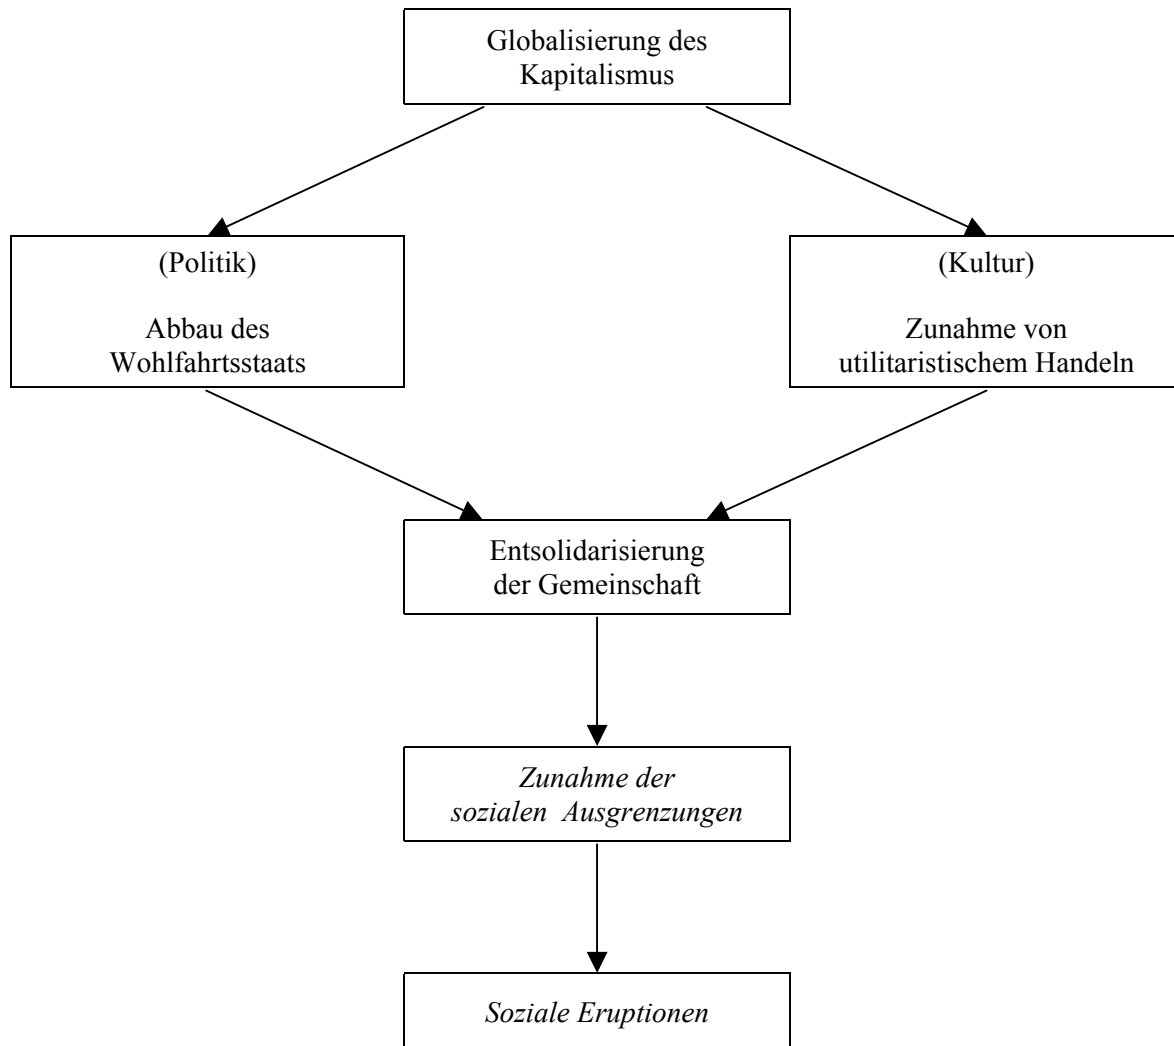 Globalisierung des
Kapitalismus
(Politik)
Abbau des
Wohlfahrtsstaats
(Kultur)
Zunahme von
utilitaristischem Handeln
Entsolidarisierung
der Gemeinschaft
Zunahme der
sozialen Ausgrenzungen
Soziale Eruptionen